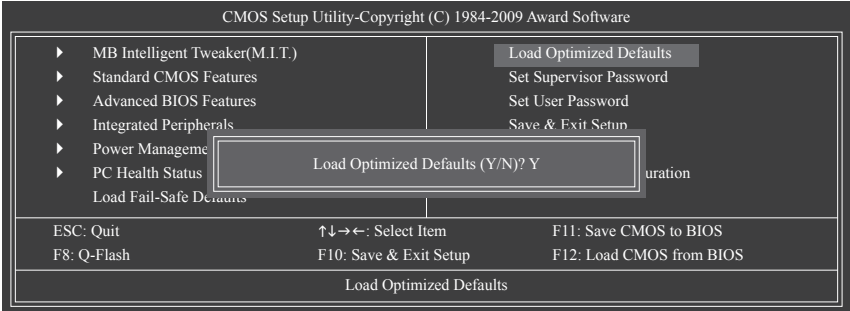 CMOS Setup Utility-Copyright (C) 1984-2009 Award Software
MB Intelligent Tweaker(M.I.T.)
Standard CMOS Features
Advanced BIOS Features
Integrated Peripherals
Power Manageme
PC Health Status
Load Fail-Safe Defaults
Load Optimized Defaults
Set Supervisor Password
Set User Password
Save & Exit Setup
uration
Load Optimized Defaults (Y/N)? Y
ESC: Quit ↑↓→←: Select Item F11: Save CMOS to BIOS
F8: Q-Flash F10: Save & Exit Setup F12: Load CMOS from BIOS
Load Optimized Defaults